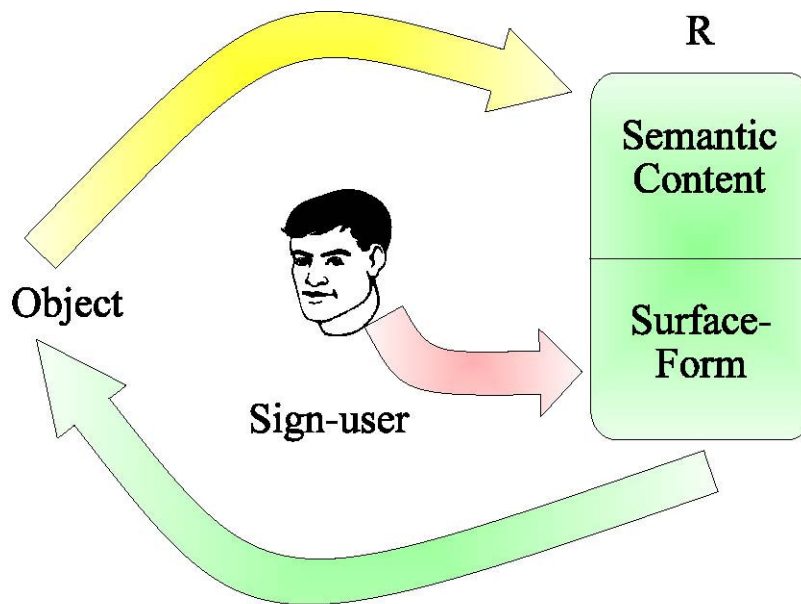 R
Semantic
Content
Object
Surface-
Form
Sign-user